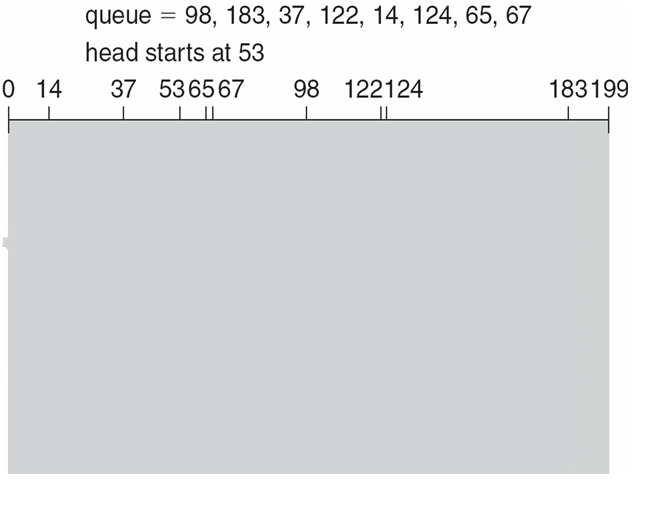 queue = 98, 183, 37, 122, 14, 124, 65, 67
head starts at 53
0 14 37 53 65 67 98 122 124 183 199